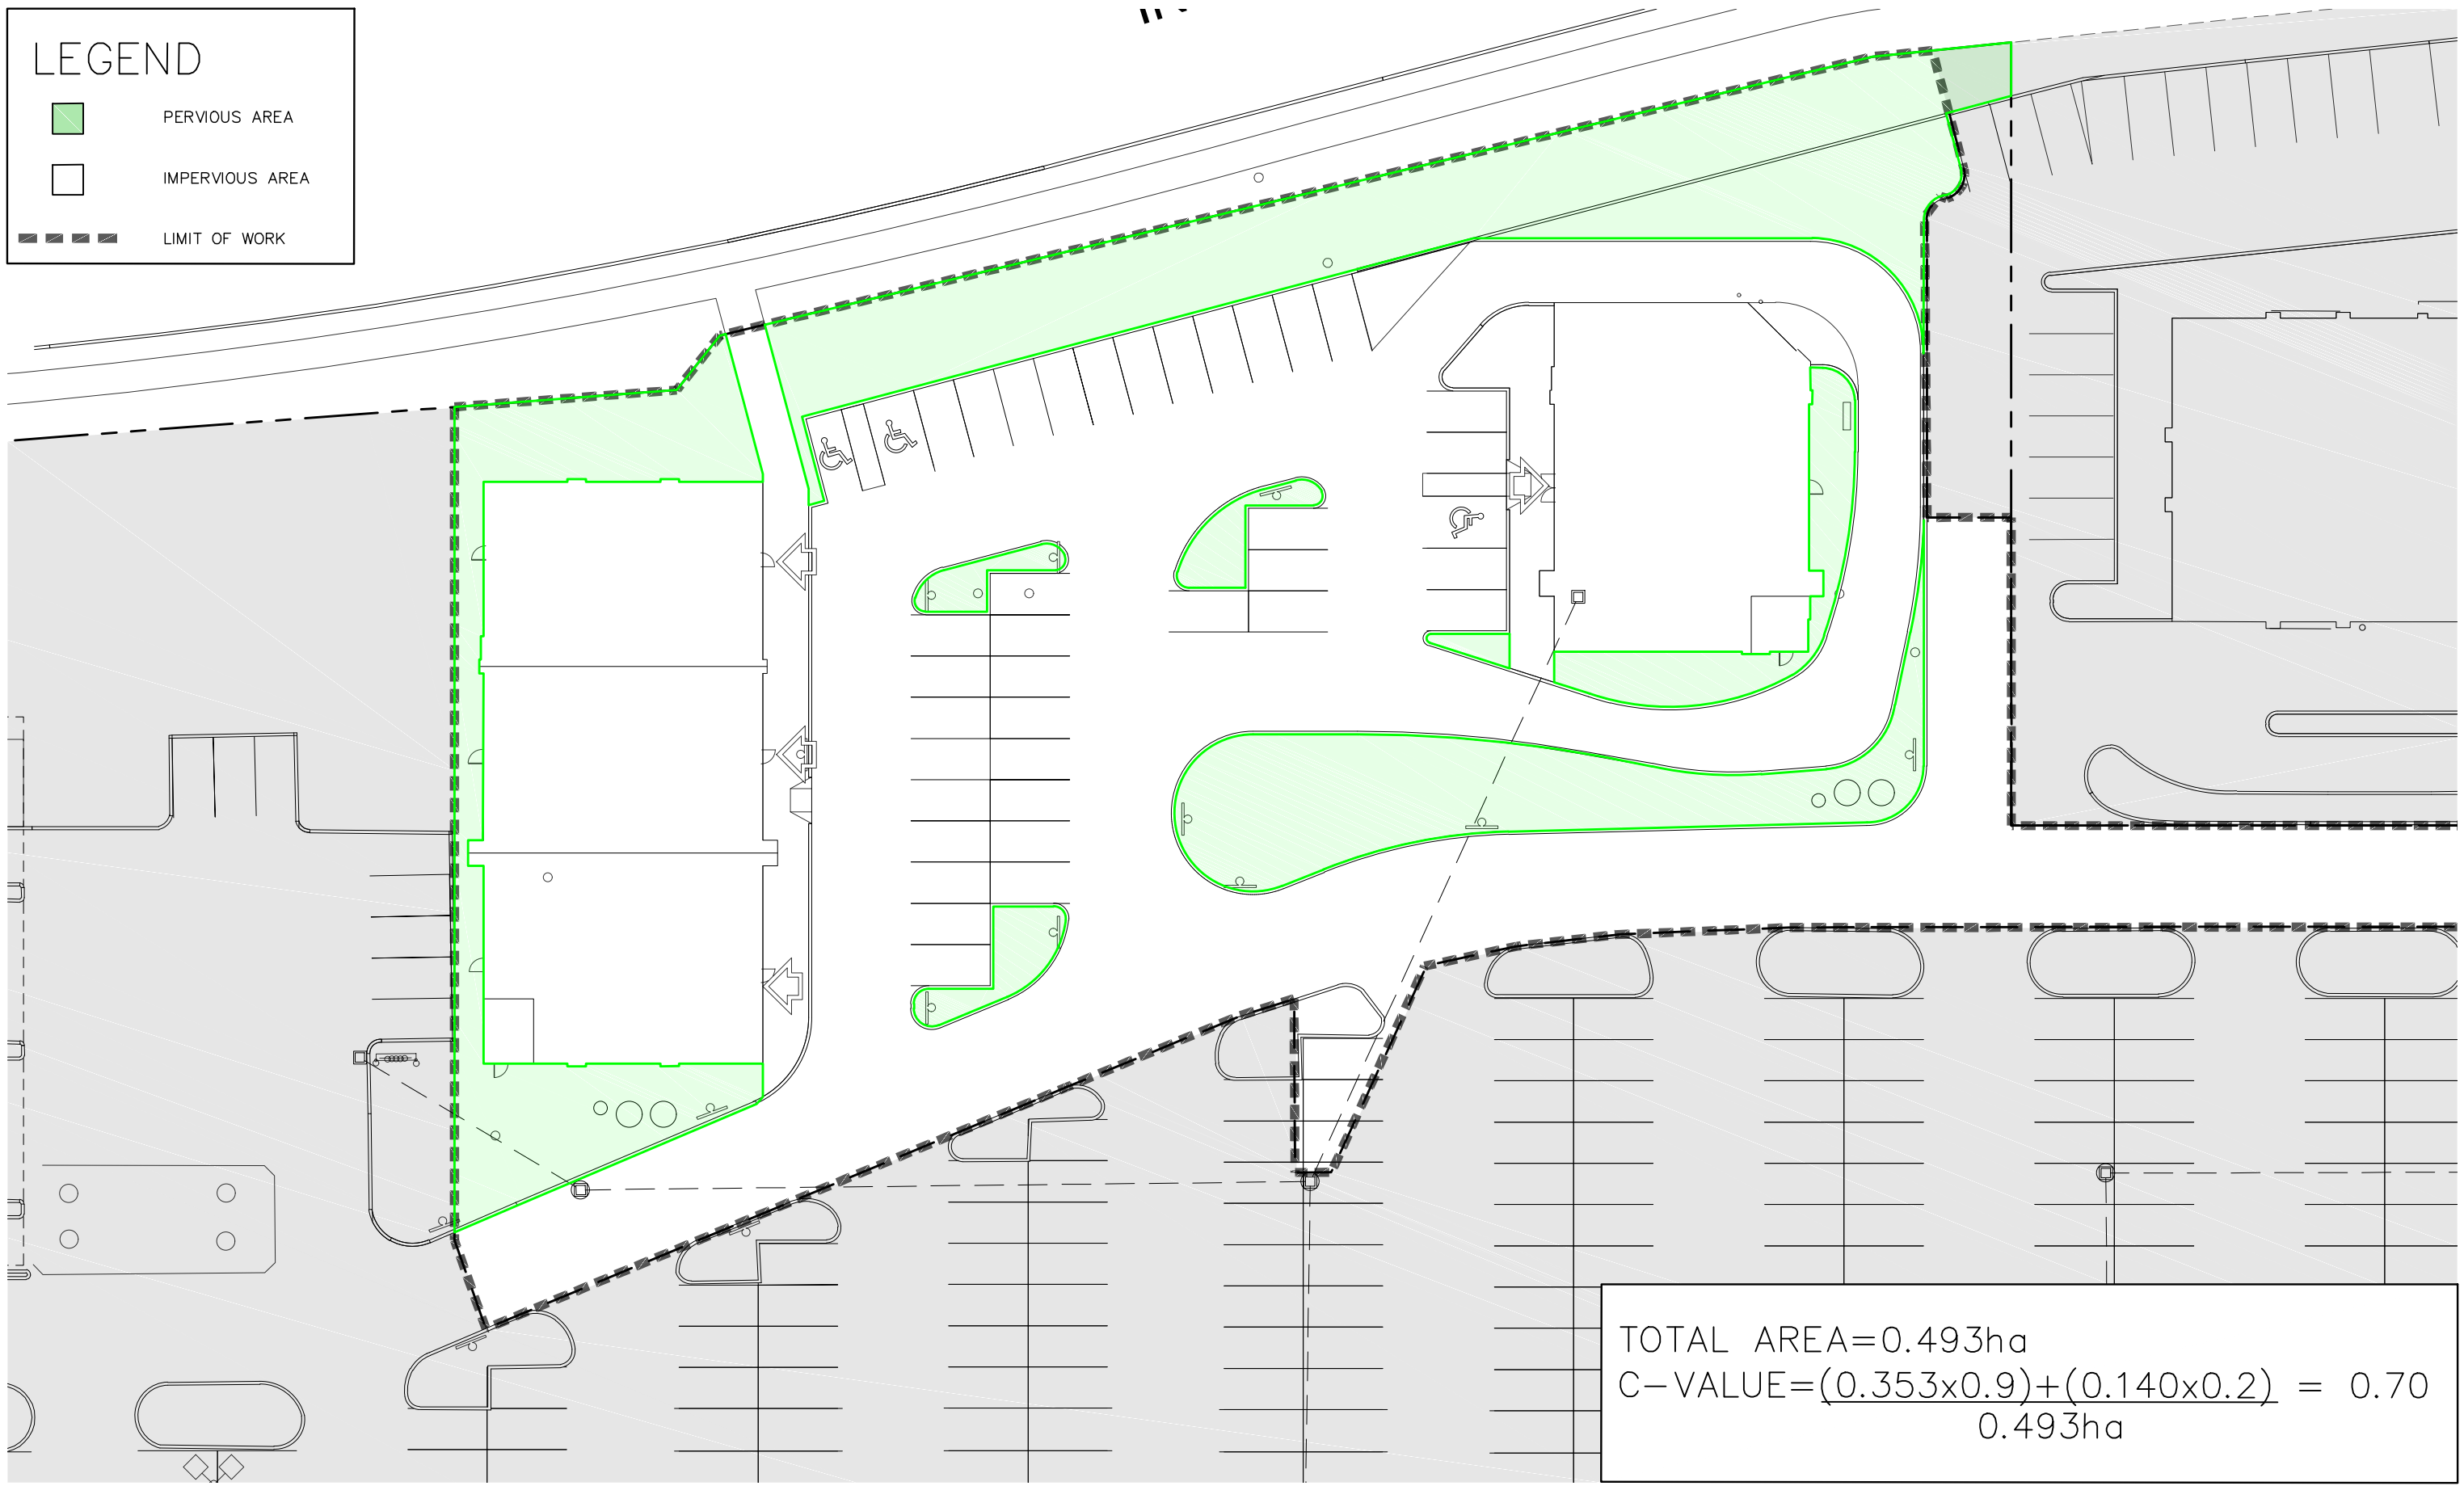 LEGEND
PERVIOUS AREA
IMPERVIOUS AREA
LIMIT OF WORK
TOTAL AREA=0.493ha
C-VALUE=(0.353x0.9)+(0.140x0.2) = 0.70
0.493ha